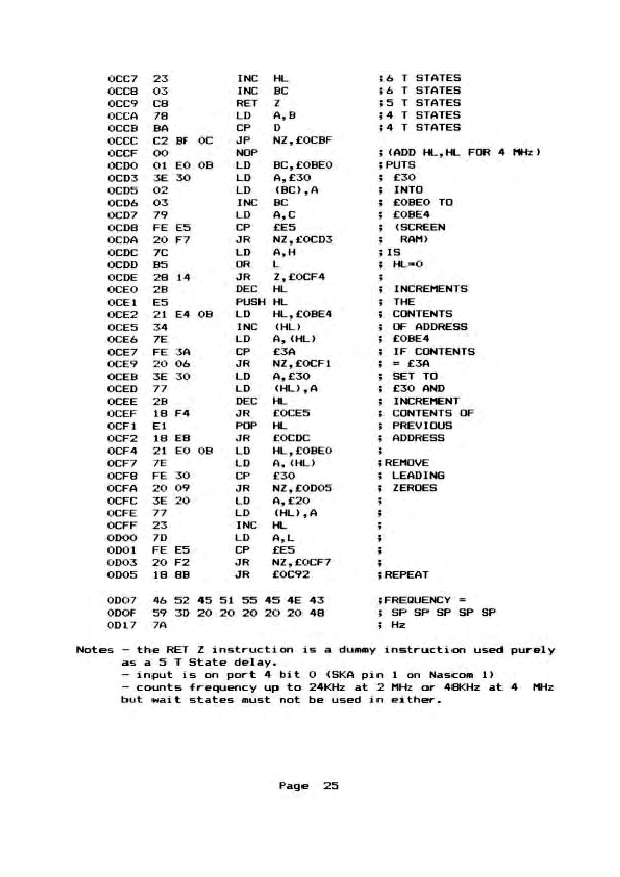 0CC7 23 INC HL ;6 T STATES
0CC8 03 INC BC ;6 T STATES
0CC9 C8 RET Z ;5 T STATES
0CCA 78 LD A,B ;4 T STATES
0CCB BA CP D ;4 T STATES
0CCC C2 BF 0C JP NZ,£0CBF
0CCF 00 NOP ;(ADD HL,HL FOR 4 MHz)
0CD0 01 E0 0B LD BC,£0BE0 ;PUTS
0CD3 3E 30 LD A,£30 ; £30
0CD5 02 LD (BC),A ; INTO
0CD6 03 INC BC ; £0BE0 TO
0CD7 79 LD A,C ; £0BE4
0CD8 FE E5 CP £E5 ; (SCREEN
0CDA 20 F7 JR NZ,£0CD3 ; RAM)
0CDC 7C LD A,H ;IS
0CDD B5 OR L ; HL=0
0CDE 28 14 JR Z,£0CF4 ;
0CE0 2B DEC HL ; INCREMENTS
0CE1 E5 PUSH HL ; THE
0CE2 21 E4 0B LD HL,£0BE4 ; CONTENTS
0CE5 34 INC (HL) ; OF ADDRESS
0CE6 7E LD A,(HL) ; £0BE4
0CE7 FE 3A CP £3A ; IF CONTENTS
0CE9 20 06 JR NZ,£0CF1 ; = £3A
0CEB 3E 30 LD A,£30 ; SET TO
0CED 77 LD (HL),A ; £30 AND
0CEE 2B DEC HL ; INCREMENT
0CEF 18 F4 JR £0CE5 ; CONTENTS OF
0CF1 E1 POP HL ; PREVIOUS
0CF2 18 E8 JR £0CDC ; ADDRESS
0CF4 21 E0 0B LD HL,£0BE0 ;
0CF7 7E LD A,(HL) ;REMOVE
0CF8 FE 30 CP £30 ; LEADING
0CFA 20 09 JR NZ,£0D05 ; ZEROES
0CFC 3E 20 LD A,£20 ;
0CFE 77 LD (HL),A ;
0CFF 23 INC HL ;
0D00 7D LD A,L ;
0D01 FE E5 CP £E5 ;
0D03 20 F2 JR NZ,£0CF7 ;
0D05 18 8B JR £0C92 ;REPEAT
0D07 46 52 45 51 55 45 4E 43 ;FREQUENCY =
0D0F 59 3D 20 20 20 20 20 48 ; SP SP SP SP SP
0D17 7A ; Hz
Notes - the RET Z instruction is a dummy instruction used purely
as a 5 T State delay.
- input is on port 4 bit 0 (SKA pin 1 on Nascom 1)
- counts frequency up to 24KHz at 2 MHz or 48KHz at 4 MHz
but wait states must not be used in either.
Page 25